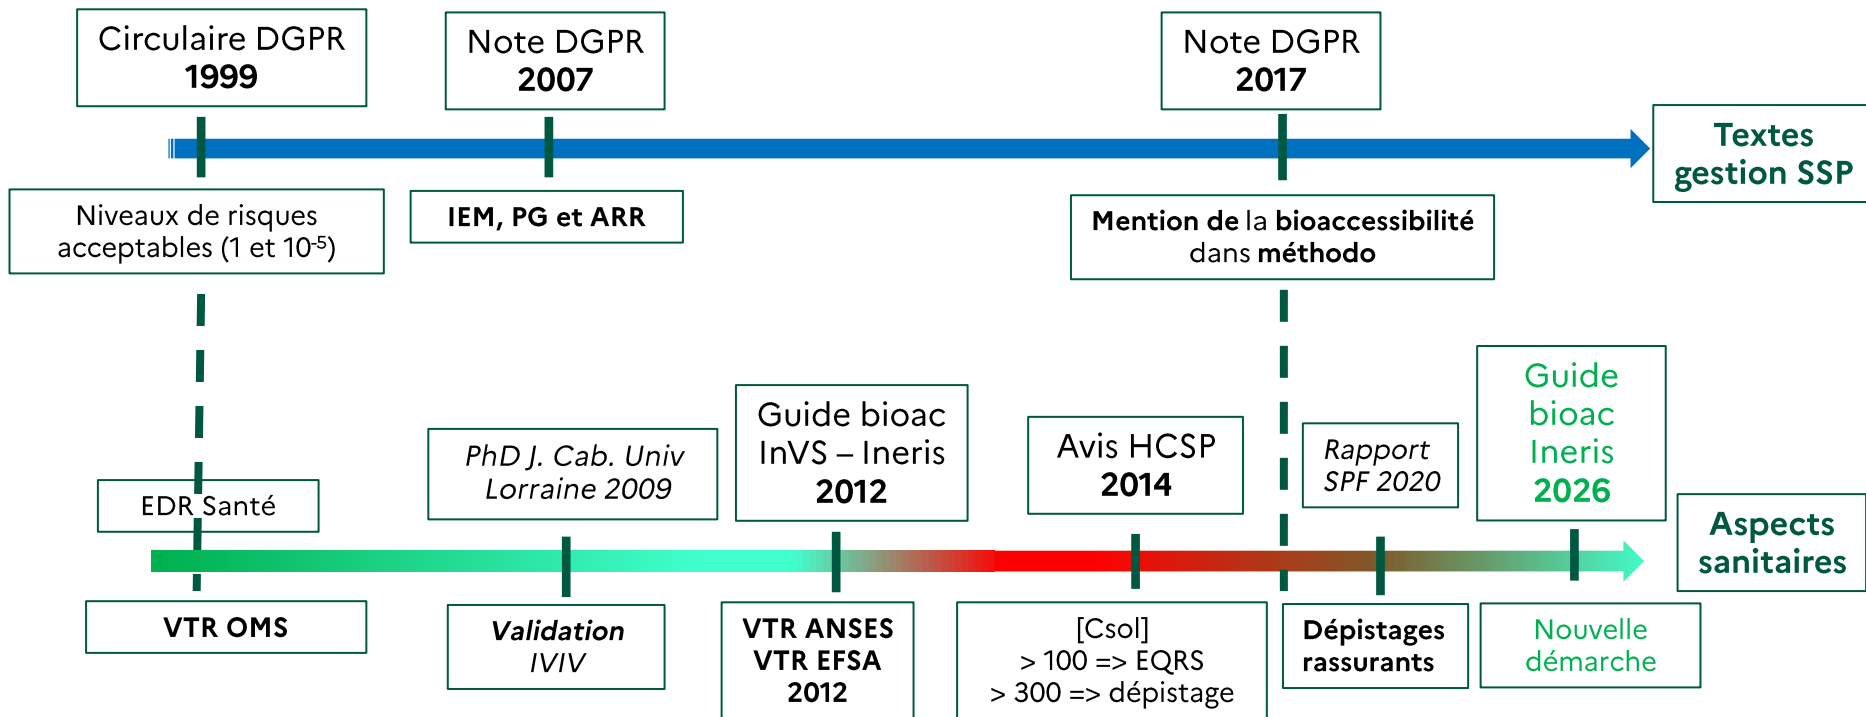 Circulaire DGPR
1999
Note DGPR
2007
Note DGPR
2017
Textes
gestion SSP
Niveaux de risques
acceptables (1 et 10⁻⁵)
IEM, PG et ARR
Mention de la bioaccessibilité
dans méthodo
EDR Santé
PhD J. Cab. Univ
Lorraine 2009
Guide bioac
InVS – Ineris
2012
Avis HCSP
2014
Rapport
SPF 2020
Guide
bioac
Ineris
2026
Aspects
sanitaires
VTR OMS
Validation
IVIV
VTR ANSES
VTR EFSA
2012
[Csol]
> 100 => EQRS
> 300 => dépistage
Dépistages
rassurants
Nouvelle
démarche